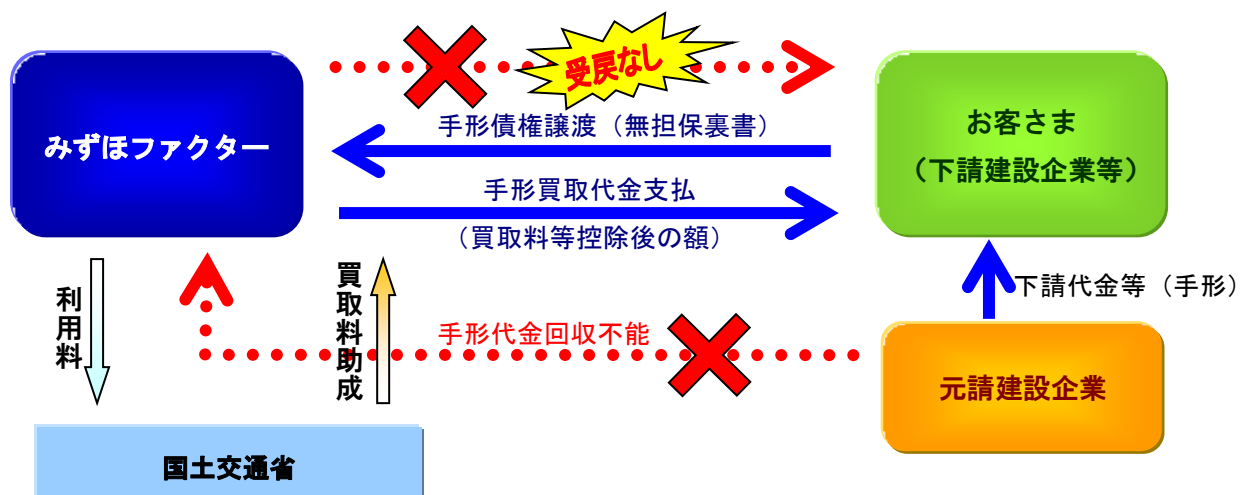 受戻なし
手形債権譲渡（無担保裏書）
みずほファクター
お客さま
（下請建設企業等）
手形買取代金支払
（買取料等控除後の額）
利用料
買取料助成
下請代金等（手形）
手形代金回収不能
元請建設企業
国土交通省